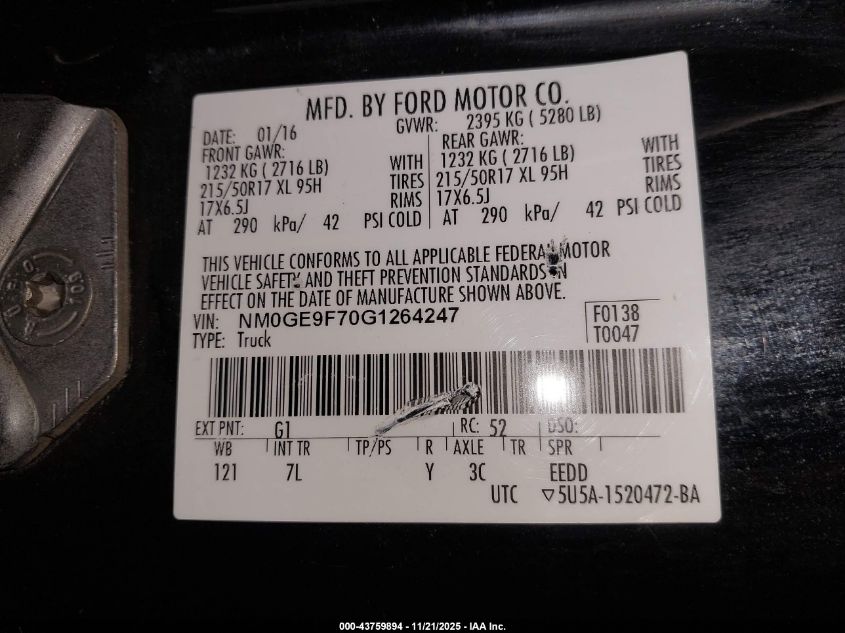 MFD. BY FORD MOTOR CO.
DATE: 01/16 GVWR: 2395 KG ( 5280 LB)
FRONT GAWR: REAR GAWR:
1232 KG ( 2716 LB) WITH 1232 KG ( 2716 LB) WITH
215/50R17 XL 95H TIRES 215/50R17 XL 95H TIRES
17X6.5J RIMS 17X6.5J RIMS
AT 290 kPa/ 42 PSI COLD AT 290 kPa/ 42 PSI COLD
THIS VEHICLE CONFORMS TO ALL APPLICABLE FEDERAL MOTOR
VEHICLE SAFETY AND THEFT PREVENTION STANDARDS IN
EFFECT ON THE DATE OF MANUFACTURE SHOWN ABOVE.
VIN: NM0GE9F70G1264247 F0138
TYPE: Truck T0047
EXT PNT: G1 RC: 52 DSO:
WB INT TR TP/PS R AXLE TR SPR
121 7L Y 3C EEDD
UTC ▽5U5A-1520472-BA
000-43759894 - 11/21/2025 - IAA Inc.